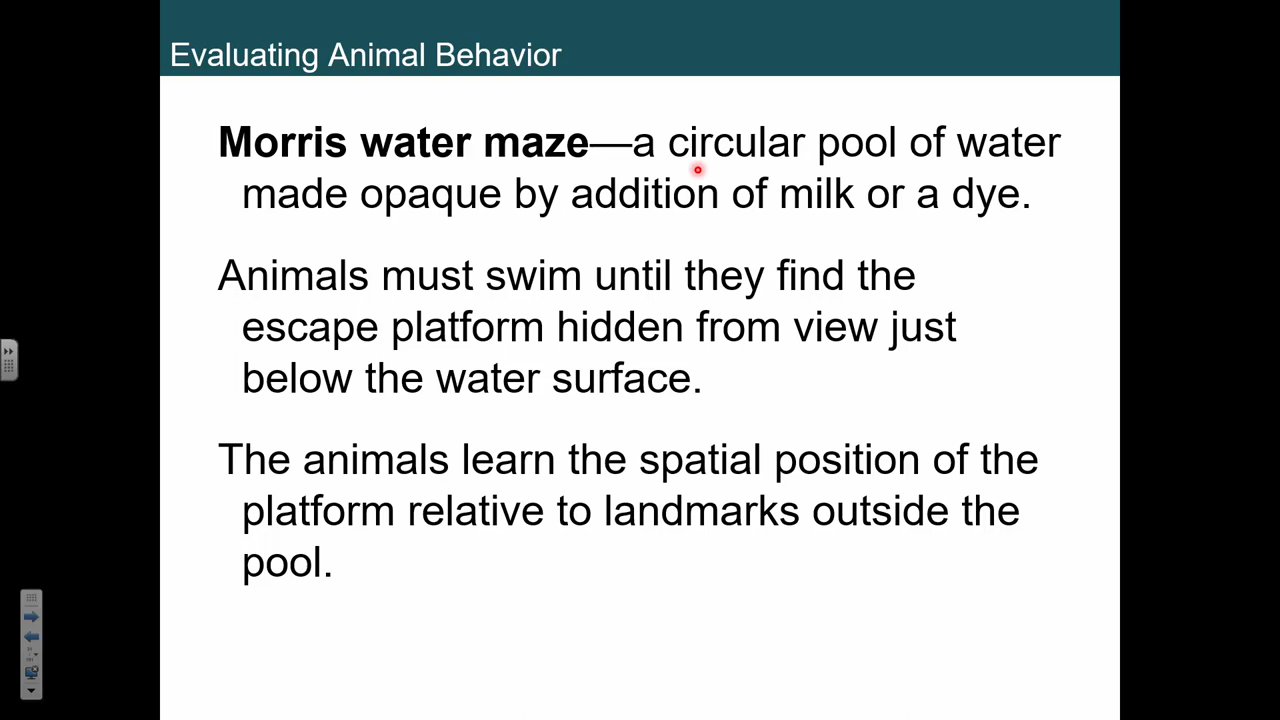 Evaluating Animal Behavior
Morris water maze—a circular pool of water
made opaque by addition of milk or a dye.
Animals must swim until they find the
escape platform hidden from view just
below the water surface.
The animals learn the spatial position of the
platform relative to landmarks outside the
pool.